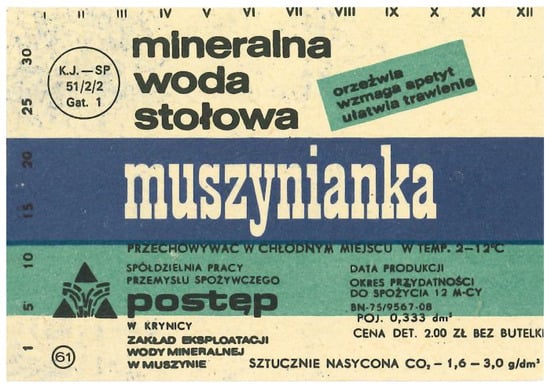 I II III IV V VI VII VIII IX X XI XII
30
25
20
15
10
5
1
K.J.—SP
51/2/2
Gat. 1
mineralna
woda
stołowa
orzeźwia
wzmaga apetyt
ułatwia trawienie
muszynianka
PRZECHOWYWAĆ W CHŁODNYM MIEJSCU W TEMP. 2—12°C
SPÓŁDZIELNIA PRACY
PRZEMYSŁU SPOŻYWCZEGO
postęp
W KRYNICY
ZAKŁAD EKSPLOATACJI
WODY MINERALNEJ
W MUSZYNIE
DATA PRODUKCJI
OKRES PRZYDATNOŚCI
DO SPOŻYCIA 12 M-CY
BN-75/9567-08
POJ. 0,333 dm³
CENA DET. 2.00 ZŁ BEZ BUTELKI
61
SZTUCZNIE NASYCONA CO₂ – 1,6 – 3,0 g/dm³